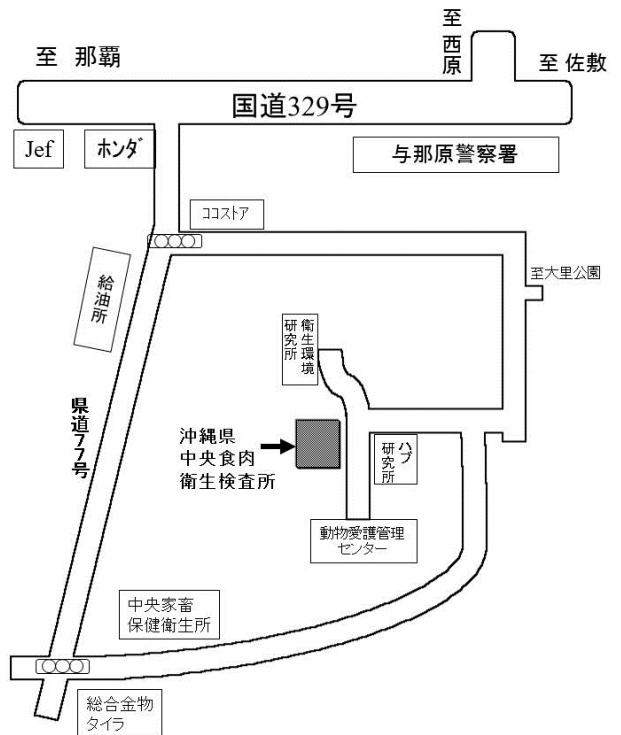 至 西原
至 那覇
至 佐敷
国道329号
Jef
ホンダ
与那原警察署
ココストア
至大里公園
給油所
衛生環境
研究所
県道77号
沖縄県
中央食肉
衛生検査所
ハブ
研究所
動物愛護管理
センター
中央家畜
保健衛生所
総合金物
タイラ